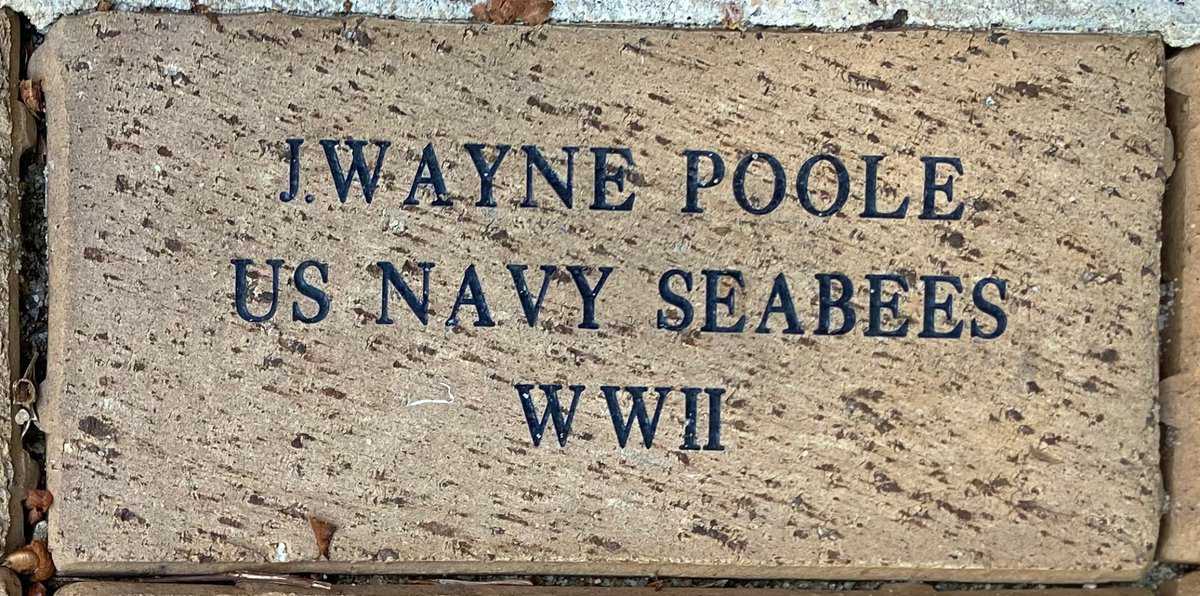 J. WAYNE POOLE
US NAVY SEABEES
WWII